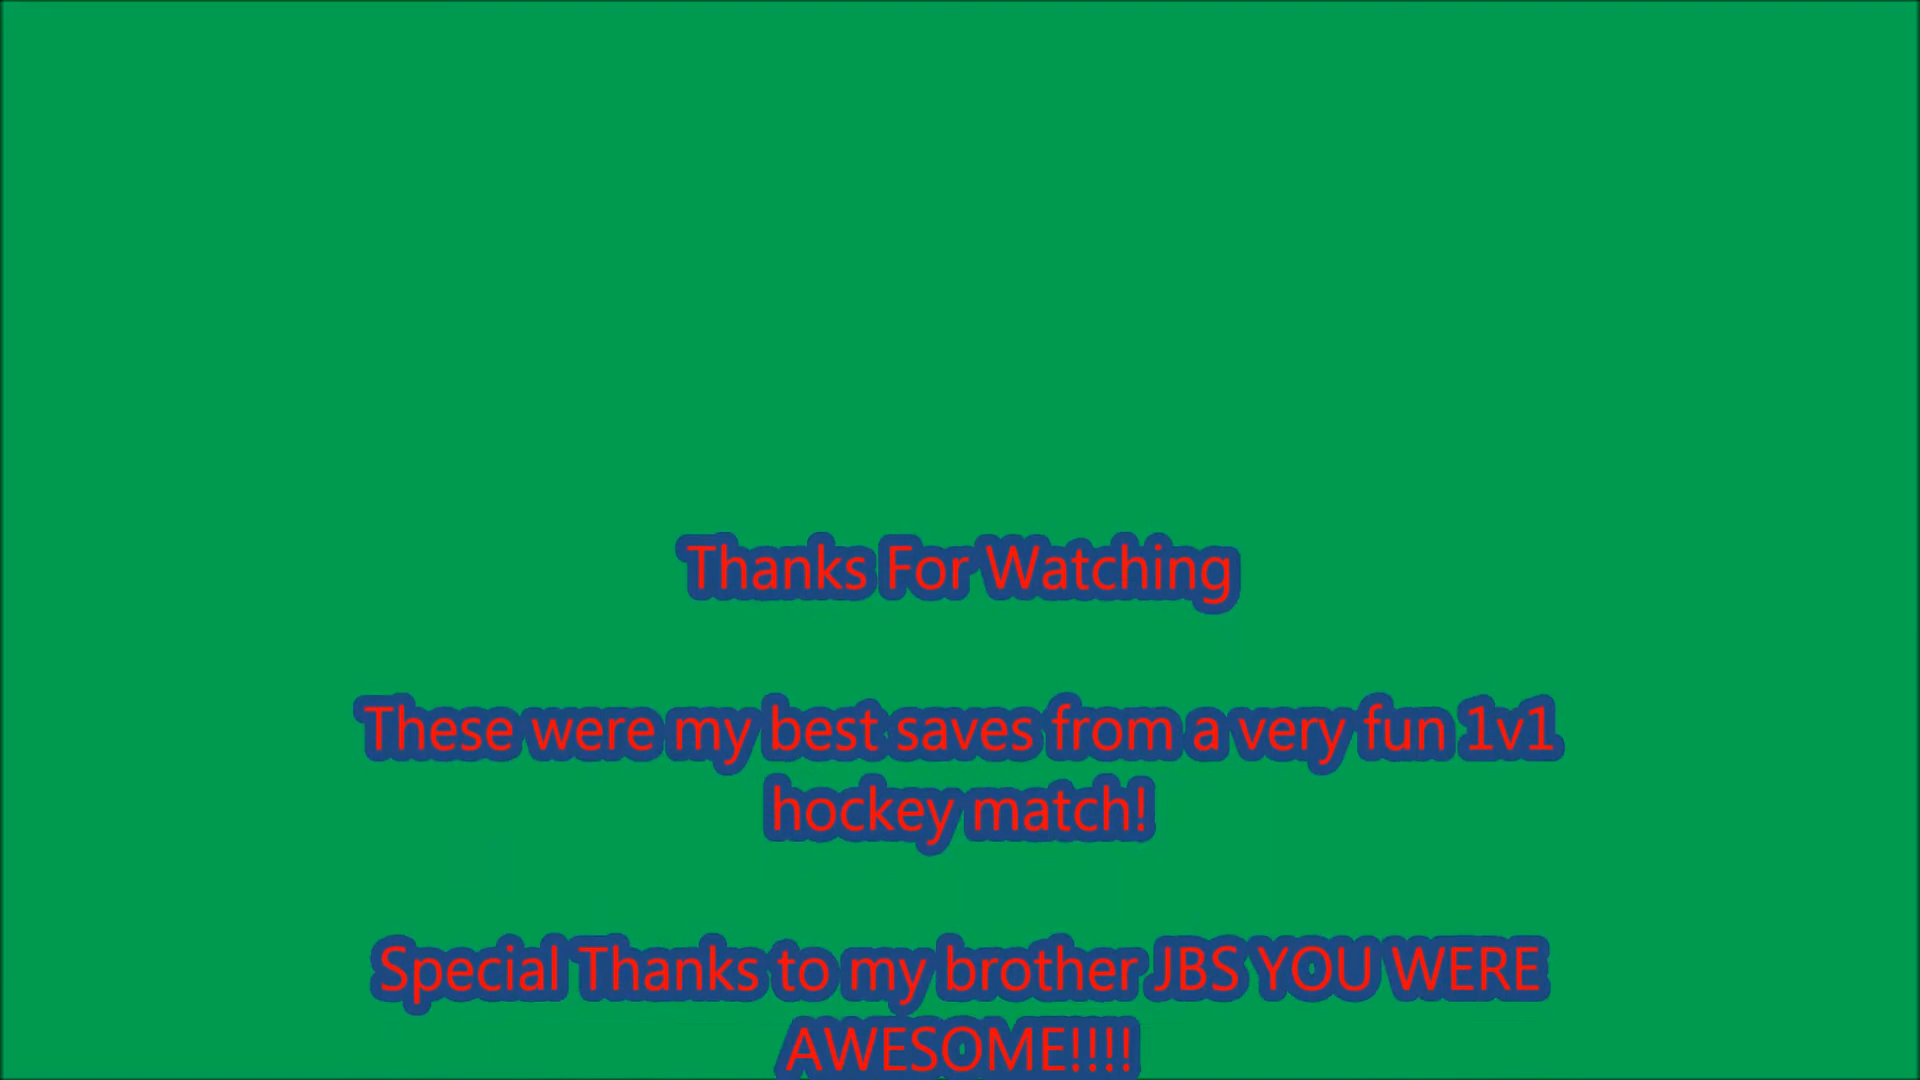 Thanks For Watching
These were my best saves from a very fun 1v1
hockey match!
Special Thanks to my brother JBS YOU WERE
AWESOME!!!!